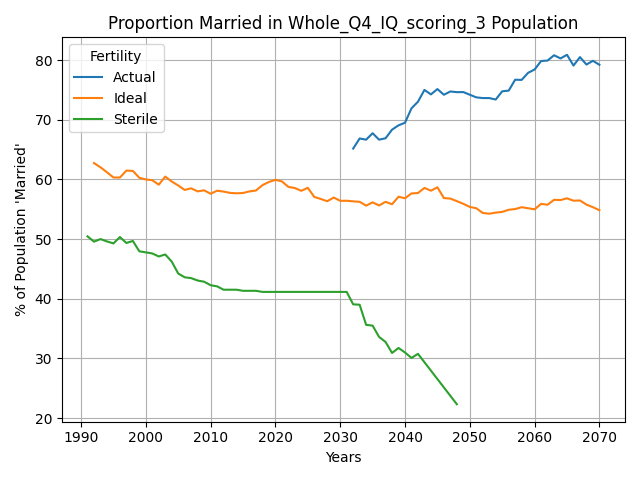 Proportion Married in Whole_Q4_IQ_scoring_3 Population
% of Population 'Married'
80
70
60
50
40
30
20
Fertility
Actual
Ideal
Sterile
1990 2000 2010 2020 2030 2040 2050 2060 2070
Years